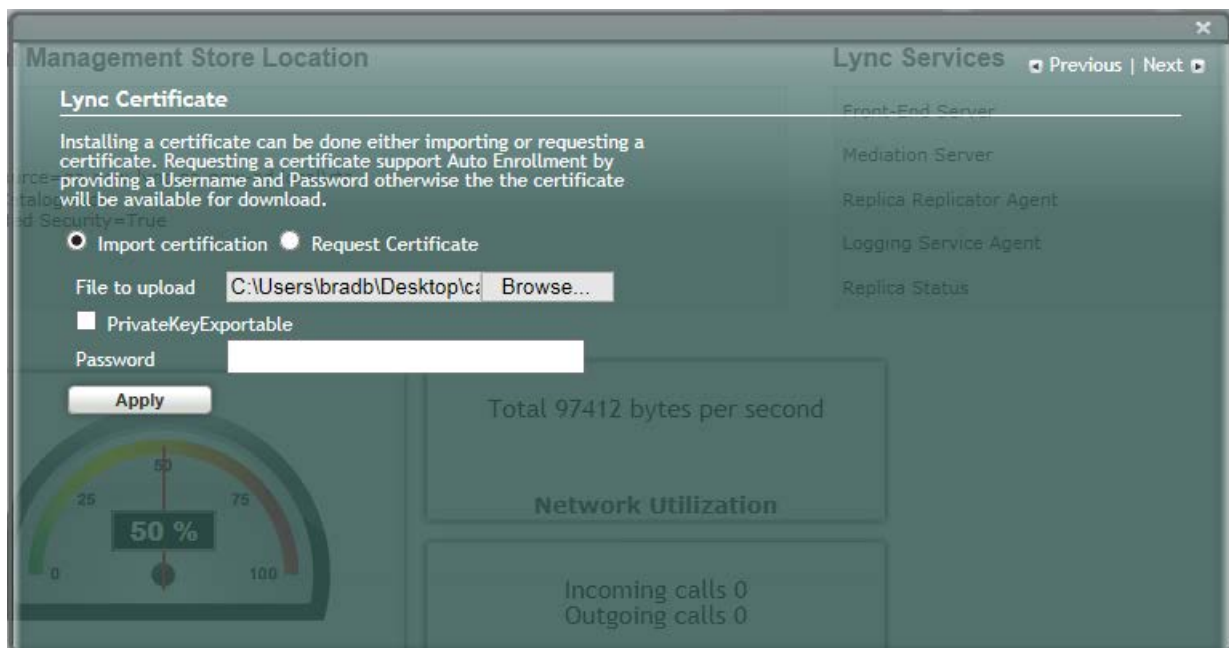 Management Store Location
Lync Services
Previous | Next
Lync Certificate
Front-End Server
Installing a certificate can be done either importing or requesting a
certificate. Requesting a certificate support Auto Enrollment by
providing a Username and Password otherwise the the certificate
will be available for download.
Mediation Server
Replica Replicator Agent
Security=True
Import certification Request Certificate
Logging Service Agent
File to upload C:\Users\bradb\Desktop\ca Browse...
Replica Status
PrivateKeyExportable
Password
Apply
Total 97412 bytes per second
Network Utilization
0 25 50 75 100
50 %
Incoming calls 0
Outgoing calls 0